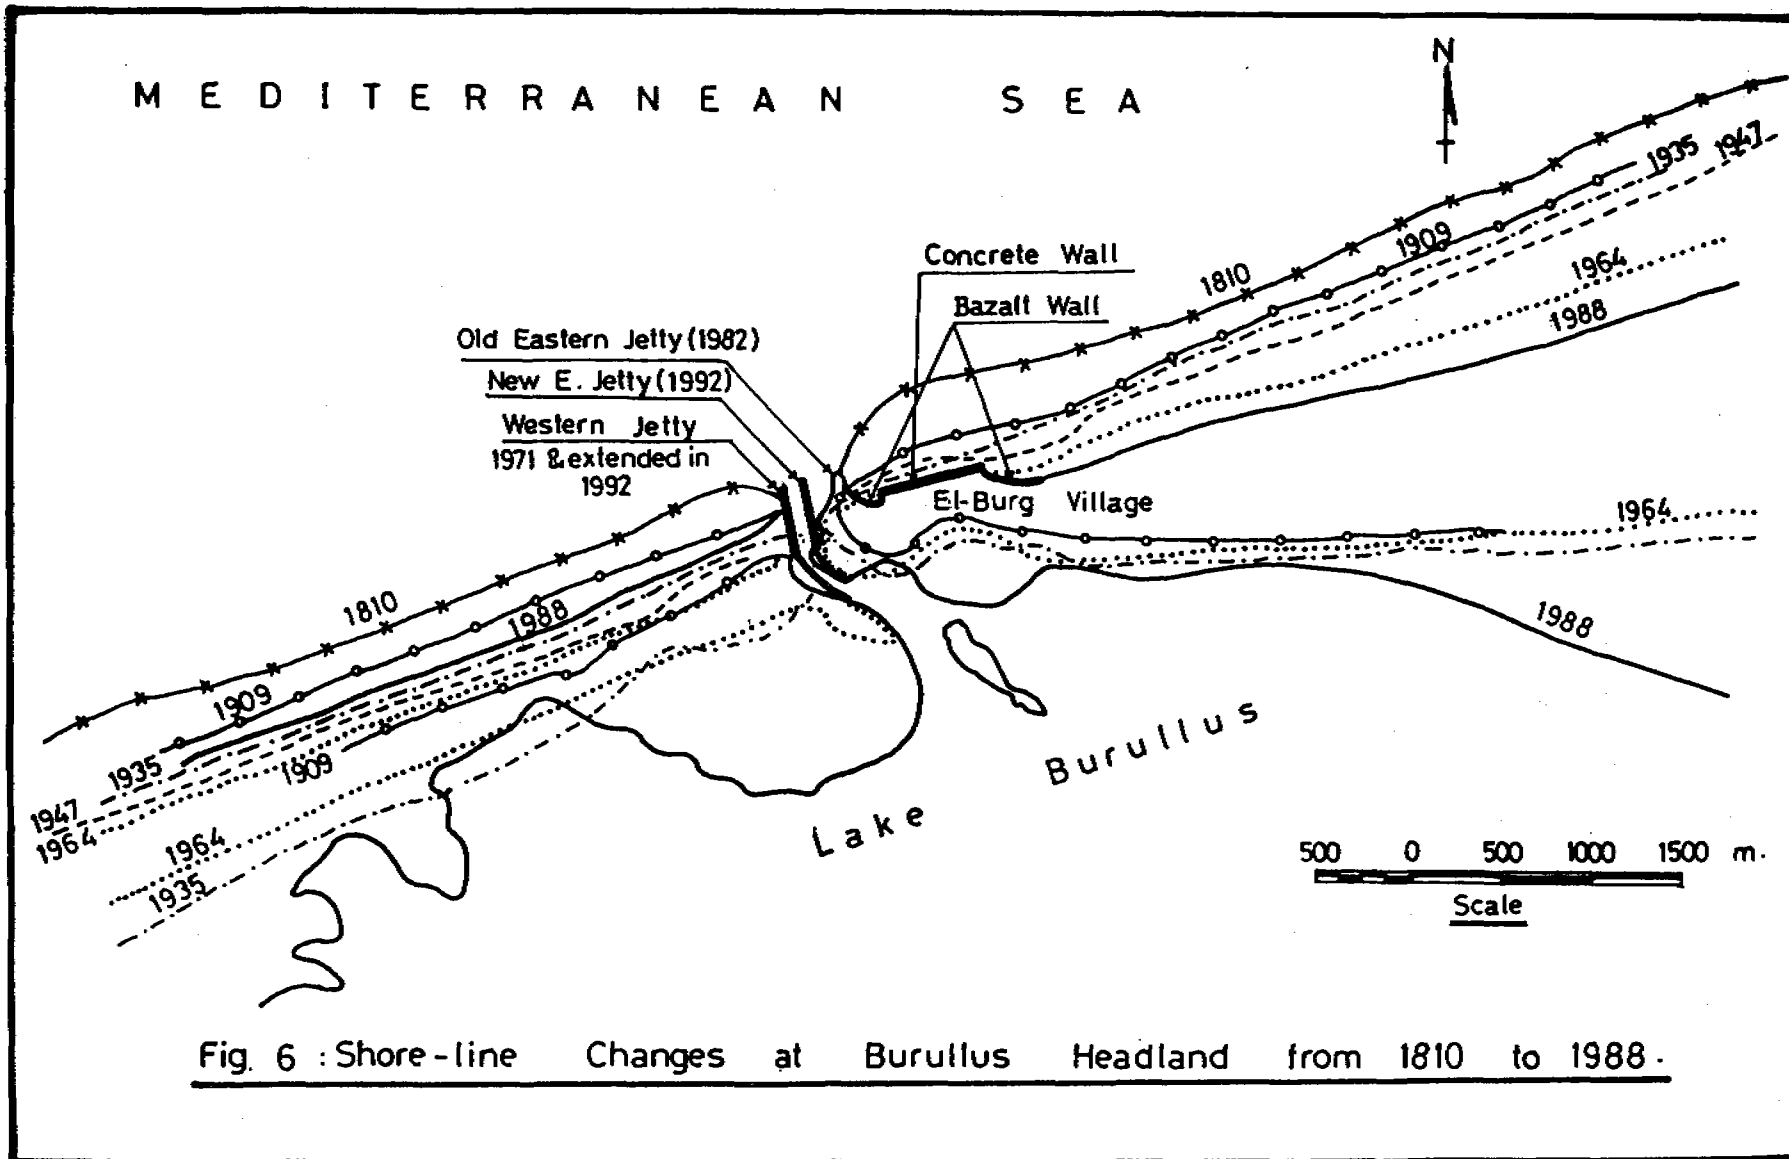 MEDITERRANEAN SEA
N
1935
1947
1909
1810
1964
1988
Concrete Wall
Bazalt Wall
Old Eastern Jetty (1982)
New E. Jetty (1992)
Western Jetty
1971 & extended in
1992
El-Burg Village
1964
1988
1810
1988
1909
1935
1909
1947
1964
1964
1935
Lake Burullus
500 0 500 1000 1500 m.
Scale
Fig. 6 : Shore-line Changes at Burullus Headland from 1810 to 1988.